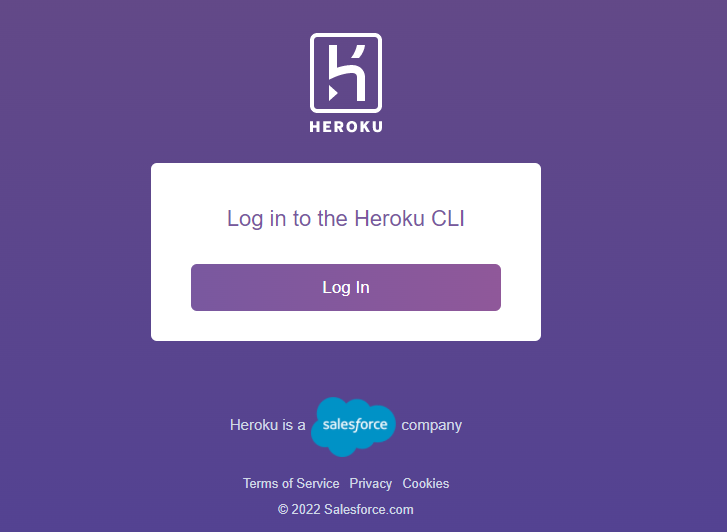 HEROKU
Log in to the Heroku CLI
Log In
Heroku is a salesforce company
Terms of Service Privacy Cookies
© 2022 Salesforce.com